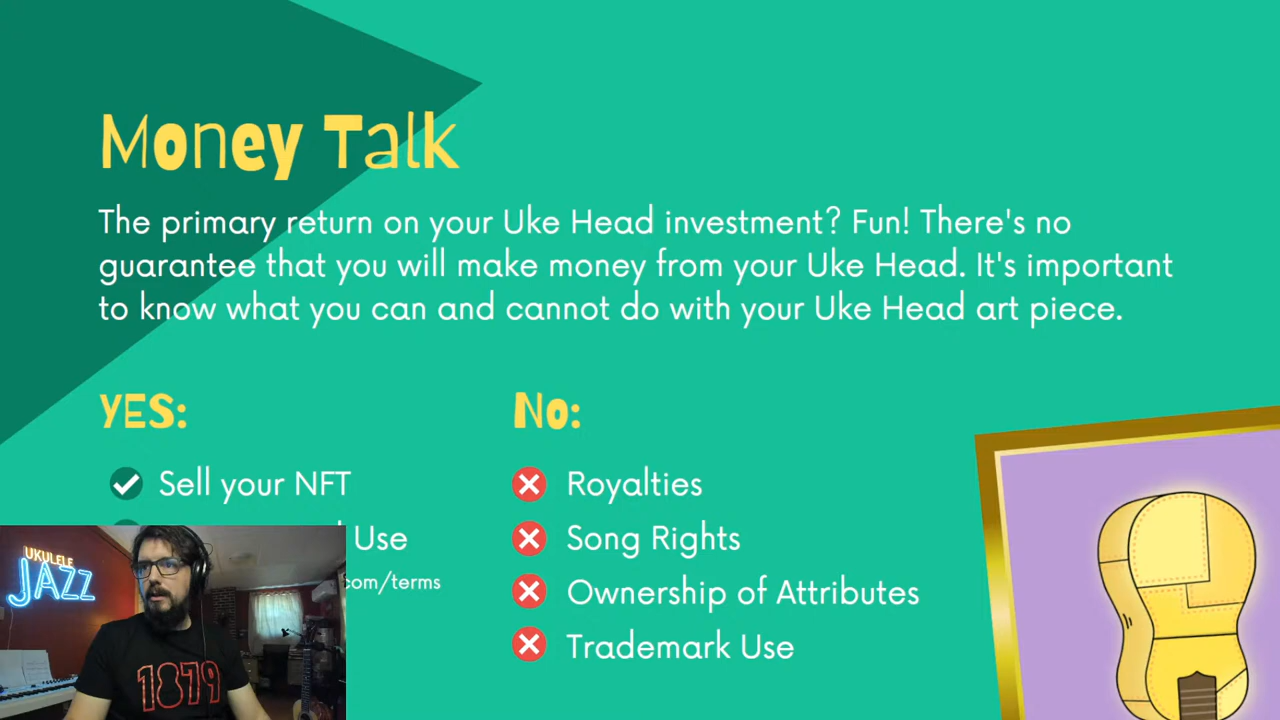 Money Talk
The primary return on your Uke Head investment? Fun! There's no
guarantee that you will make money from your Uke Head. It's important
to know what you can and cannot do with your Uke Head art piece.
YES:
Sell your NFT
Use
com/terms
No:
Royalties
Song Rights
Ownership of Attributes
Trademark Use
UKULELE
JAZZ
1879